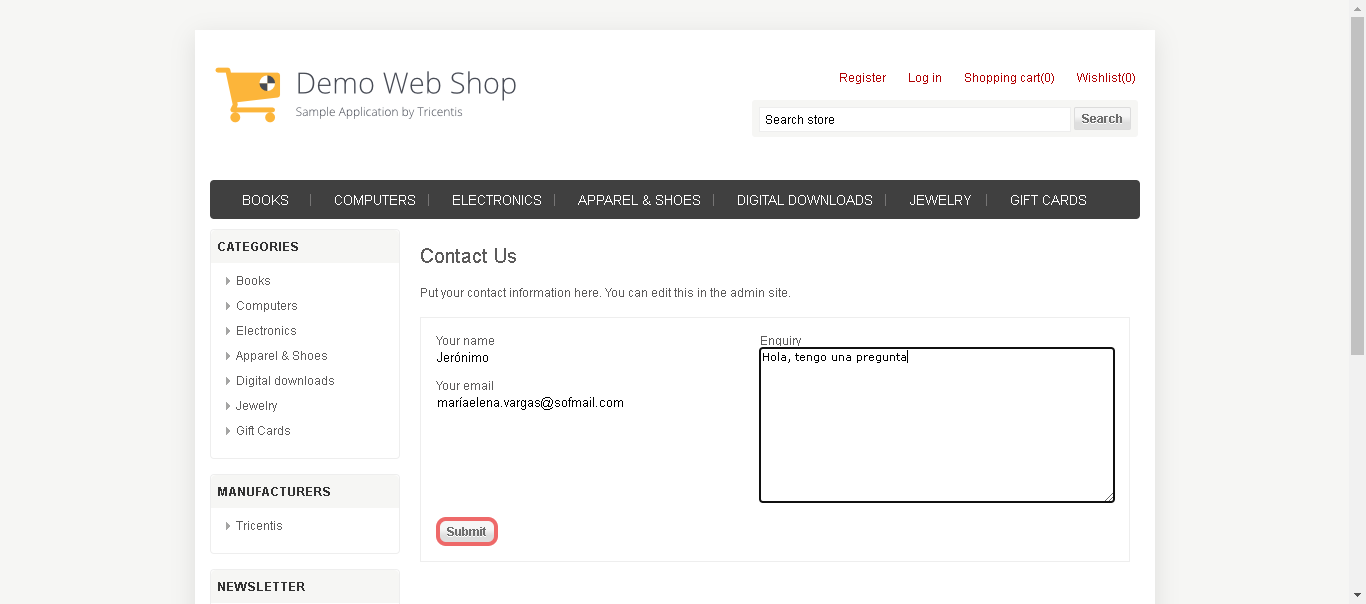 Demo Web Shop
Sample Application by Tricentis
Register Log in Shopping cart(0) Wishlist(0)
Search store Search
BOOKS COMPUTERS ELECTRONICS APPAREL & SHOES DIGITAL DOWNLOADS JEWELRY GIFT CARDS
CATEGORIES
Books
Computers
Electronics
Apparel & Shoes
Digital downloads
Jewelry
Gift Cards
MANUFACTURERS
Tricentis
NEWSLETTER
Contact Us
Put your contact information here. You can edit this in the admin site.
Your name
Jerónimo
Your email
maríaelena.vargas@sofmail.com
Enquiry
Hola, tengo una pregunta
Submit